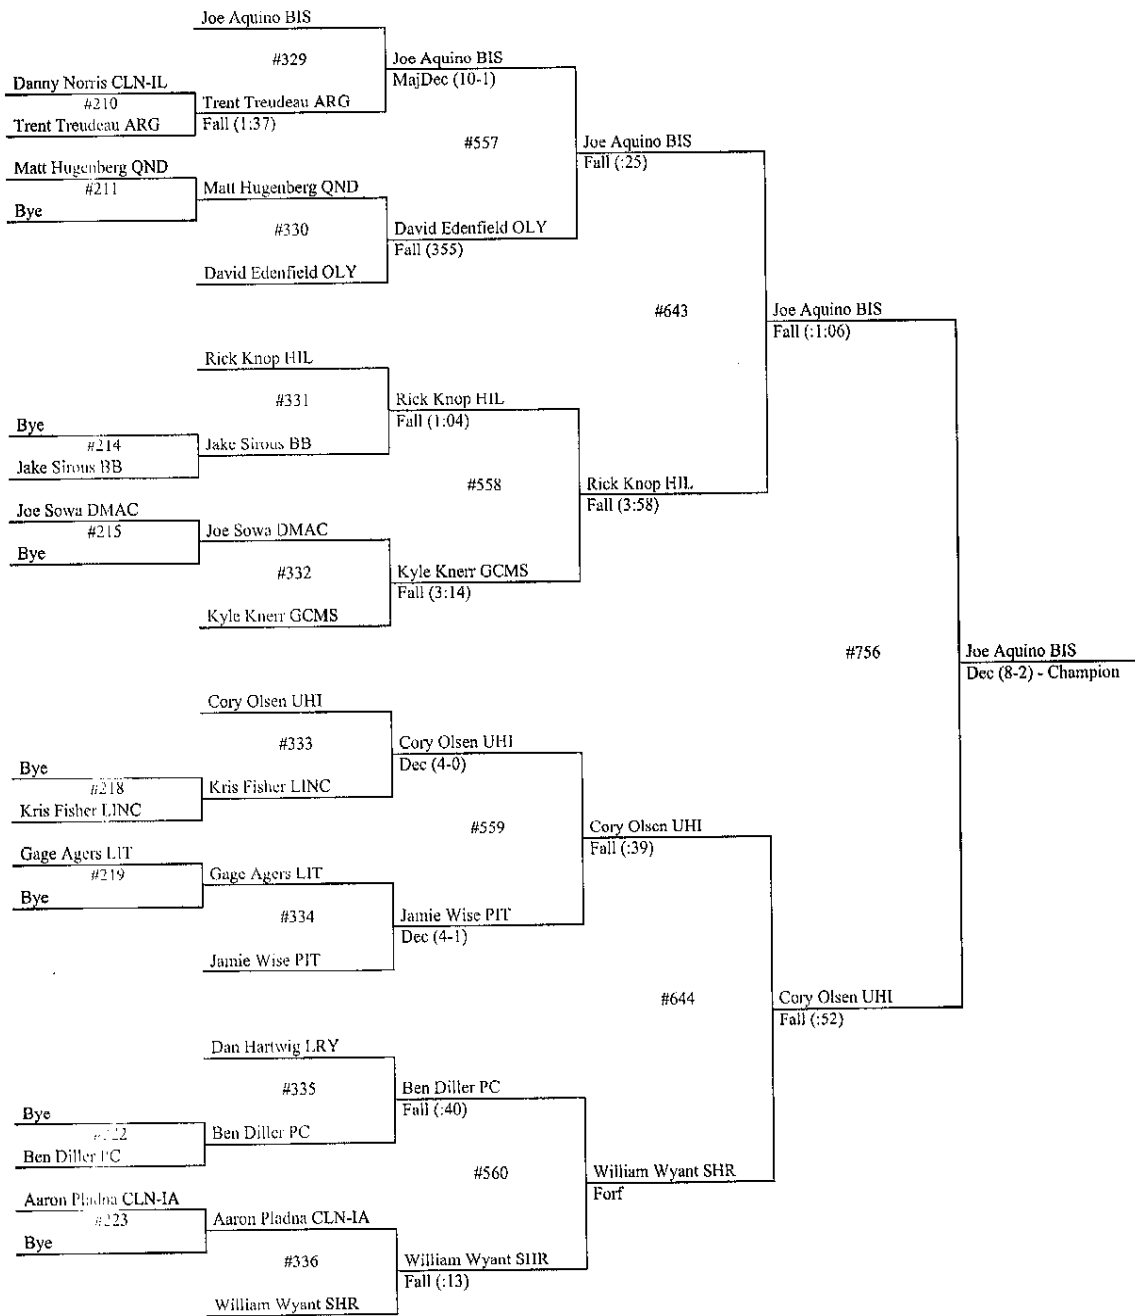 Joe Aquino BIS
#329
Joe Aquino BIS
MajDec (10-1)
Danny Norris CLN-IL
#210
Trent Treudeau ARG
Trent Treudeau ARG
Fall (1:37)
#557
Joe Aquino BIS
Fall (:25)
Matt Hugenberg QND
#211
Bye
Matt Hugenberg QND
#330
David Edenfield OLY
Fall (355)
David Edenfield OLY
#643
Joe Aquino BIS
Fall (:1:06)
Rick Knop HIL
#331
Rick Knop HIL
Fall (1:04)
Bye
#214
Jake Sirous BB
Jake Sirous BB
#558
Rick Knop HIL
Fall (3:58)
Joe Sowa DMAC
#215
Bye
Joe Sowa DMAC
#332
Kyle Knerr GCMS
Fall (3:14)
Kyle Knerr GCMS
#756
Joe Aquino BIS
Dec (8-2) - Champion
Cory Olsen UHI
#333
Cory Olsen UHI
Dec (4-0)
Bye
#218
Kris Fisher LINC
Kris Fisher LINC
#559
Cory Olsen UHI
Fall (:39)
Gage Agers LIT
#219
Bye
Gage Agers LIT
#334
Jamie Wise PIT
Dec (4-1)
Jamie Wise PIT
#644
Cory Olsen UHI
Fall (:52)
Dan Hartwig LRY
#335
Ben Diller PC
Fall (:40)
Bye
#222
Ben Diller PC
Ben Diller PC
#560
William Wyant SHR
Forf
Aaron Pladna CLN-IA
#223
Bye
Aaron Pladna CLN-IA
#336
William Wyant SHR
Fall (:13)
William Wyant SHR